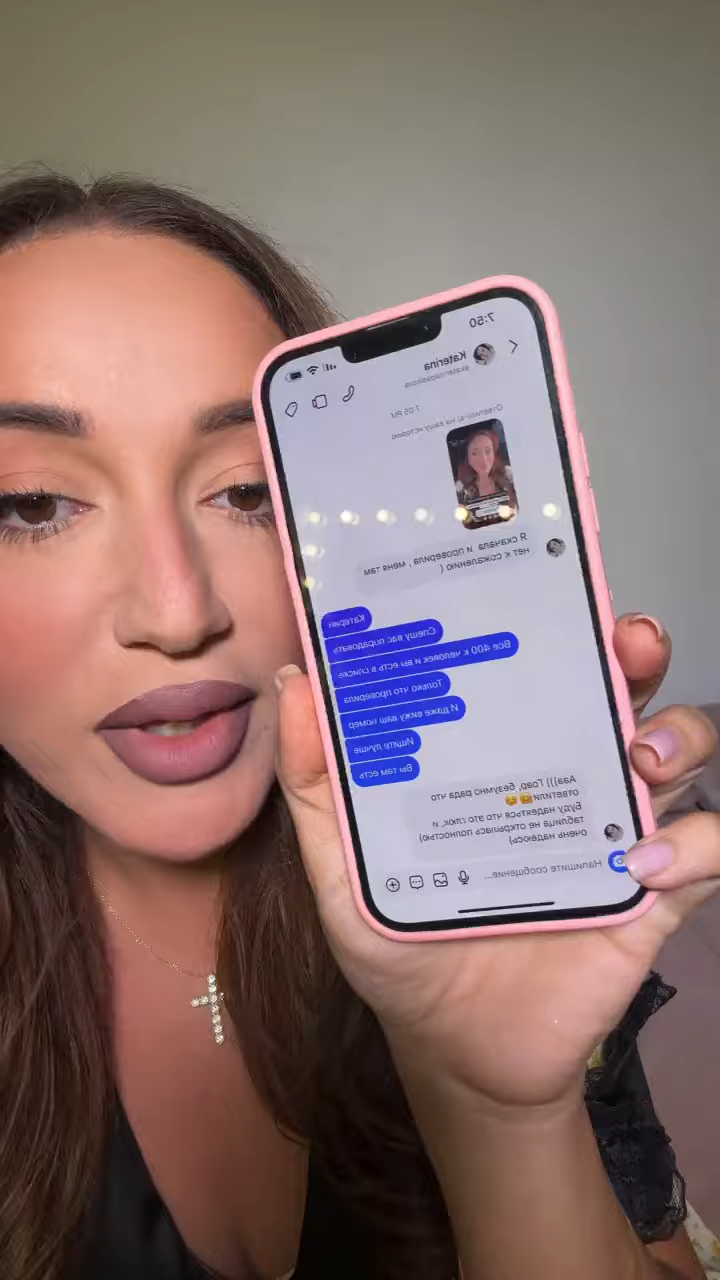 7:50
Katerina
7:05 PM
Ответил(-а) на вашу историю
Я скачала и проверила , меня там
нет к сожалению (
Катерин
Спешу вас порадовать
Все 400 к человек и вы есть в списке
Только что проверила
И даже вижу ваш номер
Ищите лучше
Вы там есть
Ааа))) Гоар, безумно рада что
ответили😄😍
Буду надеяться что это глюк, и
таблица не открылась полностью)
очень надеюсь)
Напишите сообщение...